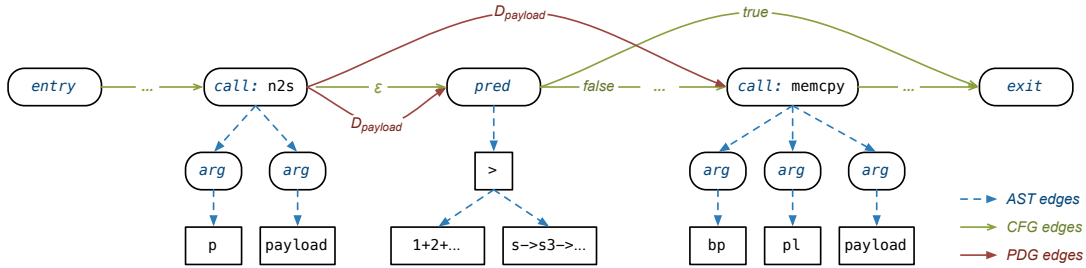 D_payload
true
entry
...
call: n2s
ε
pred
false
...
call: memcpy
...
exit
D_payload
arg
arg
>
arg
arg
arg
p
payload
1+2+...
s->s3->...
bp
pl
payload
AST edges
CFG edges
PDG edges